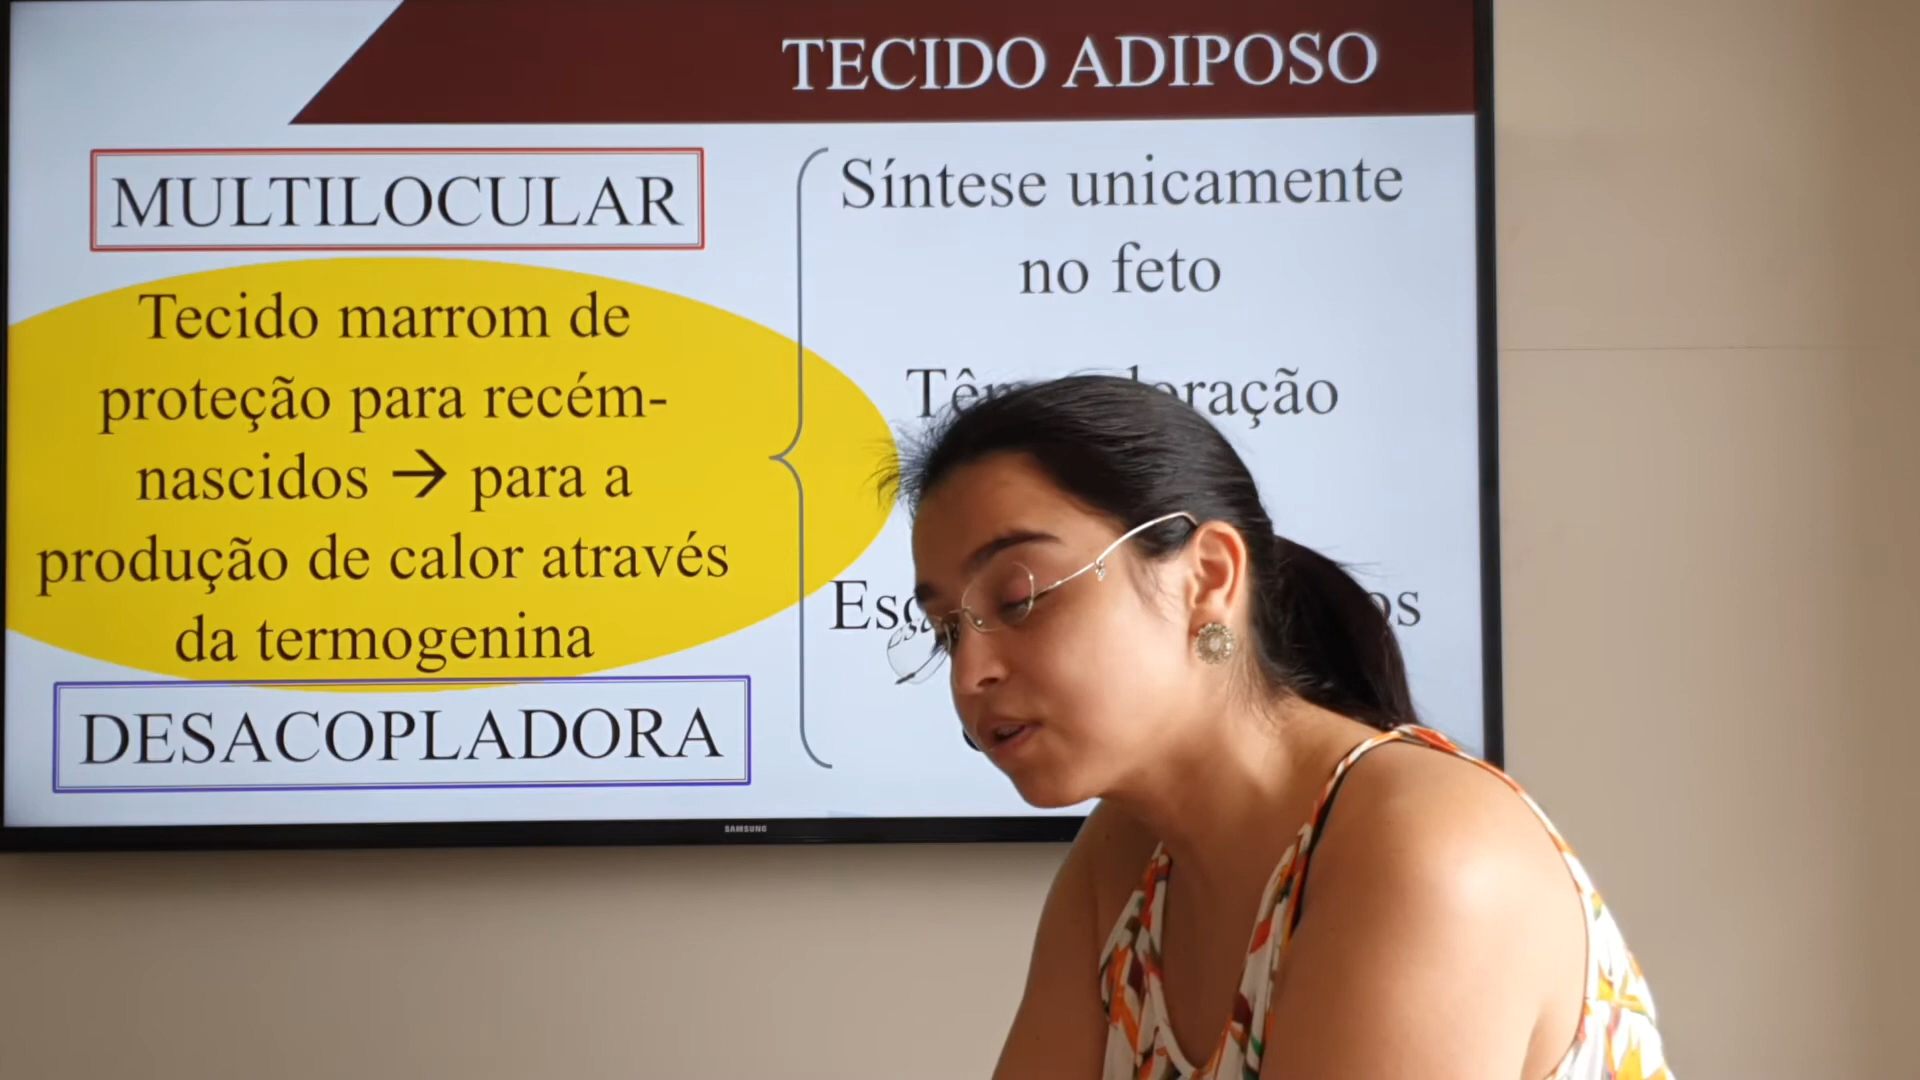 TECIDO ADIPOSO
MULTILOCULAR
Tecido marrom de
proteção para recém-
nascidos → para a
produção de calor através
da termogenina
DESACOPLADORA
Síntese unicamente
no feto
SAMSUNG